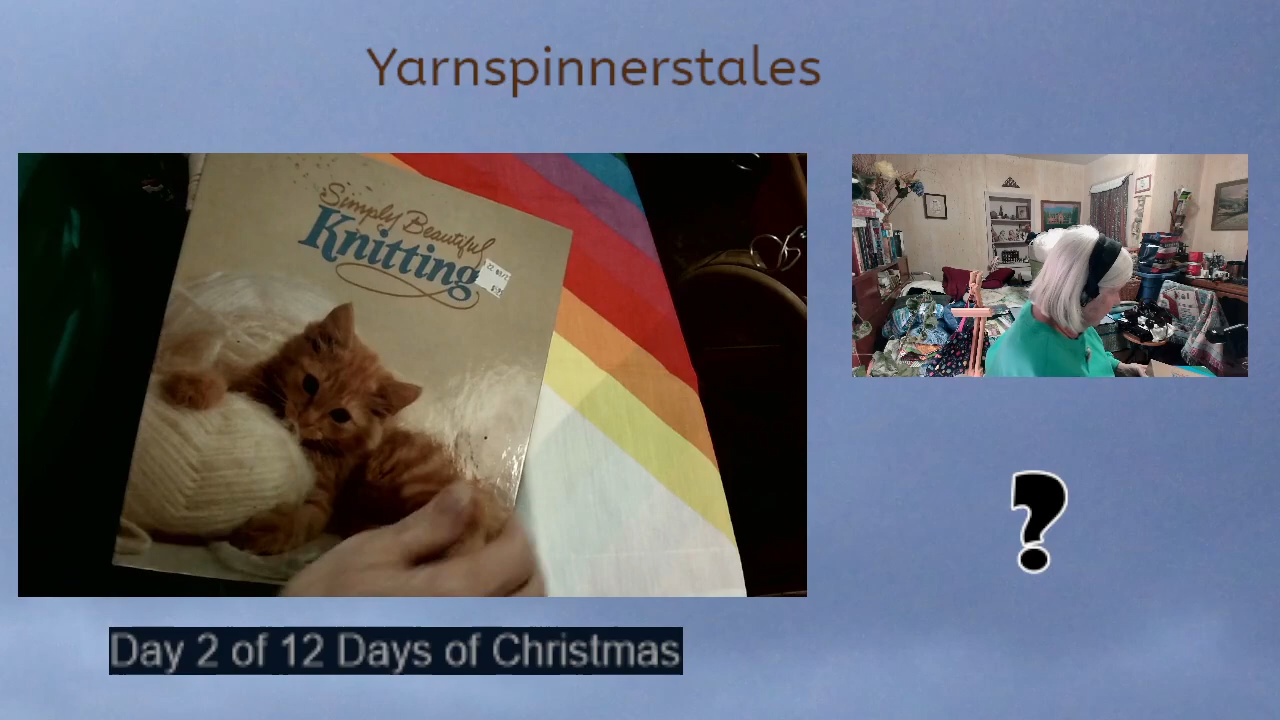 Yarnspinnerstales
Simply Beautiful
Knitting
?
Day 2 of 12 Days of Christmas